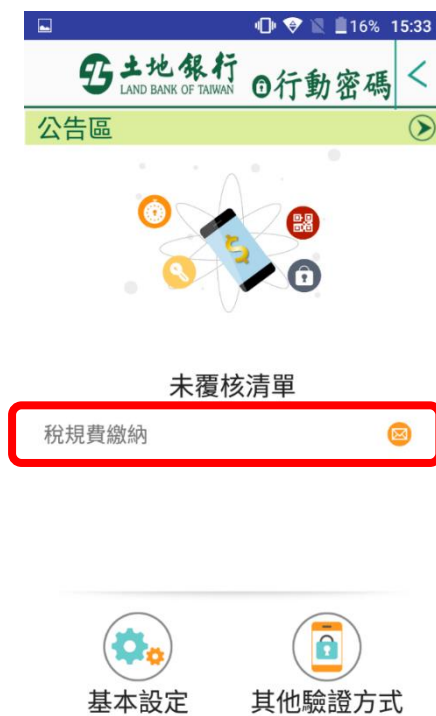 16% 15:33
土地銀行
LAND BANK OF TAIWAN
行動密碼
公告區
未覆核清單
稅規費繳納
基本設定 其他驗證方式